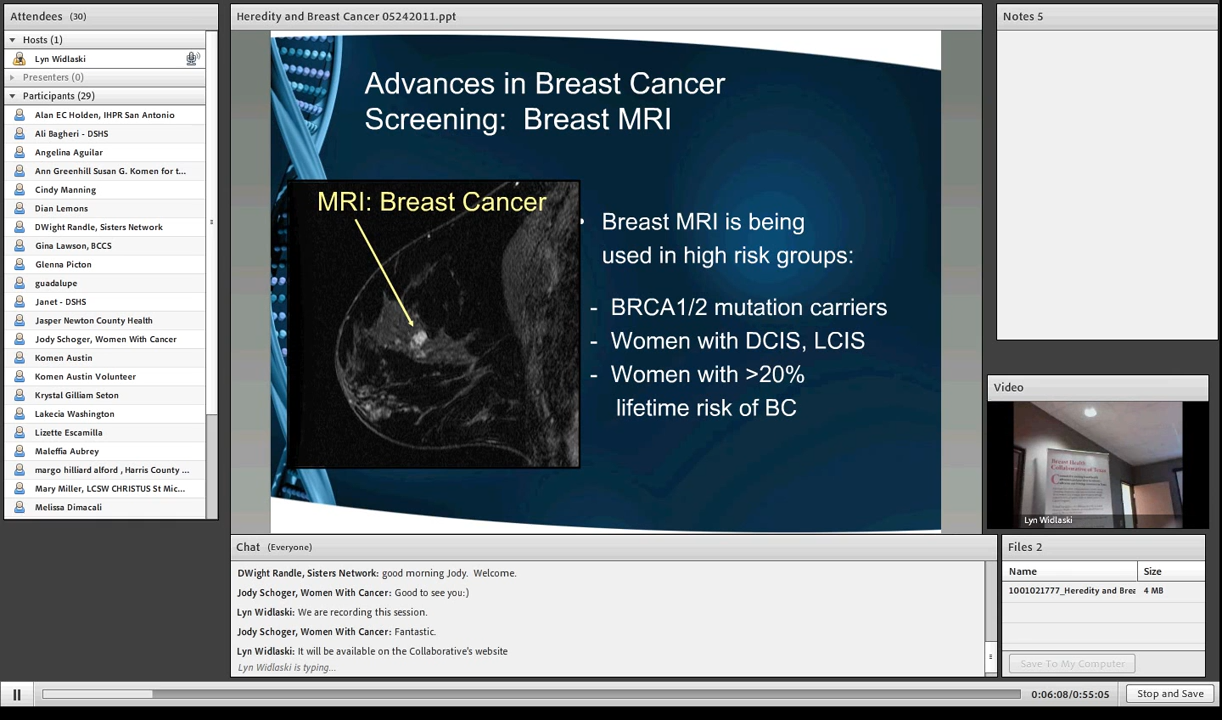 Attendees (30)
Hosts (1)
Lyn Widlaski
Presenters (0)
Participants (29)
Alan EC Holden, IHPR San Antonio
Ali Bagheri - DSHS
Angelina Aguilar
Ann Greenhill Susan G. Komen for t...
Cindy Manning
Dian Lemons
DWight Randle, Sisters Network
Gina Lawson, BCCS
Glenna Picton
guadalupe
Janet - DSHS
Jasper Newton County Health
Jody Schoger, Women With Cancer
Komen Austin
Komen Austin Volunteer
Krystal Gilliam Seton
Lakecia Washington
Lizette Escamilla
Maleffia Aubrey
margo hilliard alford , Harris County ...
Mary Miller, LCSW CHRISTUS St Mic...
Melissa Dimacali
Heredity and Breast Cancer 05242011.ppt
Advances in Breast Cancer
Screening: Breast MRI
MRI: Breast Cancer
• Breast MRI is being
used in high risk groups:
- BRCA1/2 mutation carriers
- Women with DCIS, LCIS
- Women with >20%
lifetime risk of BC
Chat (Everyone)
DWight Randle, Sisters Network: good morning Jody. Welcome.
Jody Schoger, Women With Cancer: Good to see you:)
Lyn Widlaski: We are recording this session.
Jody Schoger, Women With Cancer: Fantastic.
Lyn Widlaski: It will be available on the Collaborative's website
Lyn Widlaski is typing...
Notes 5
Video
Breast Health
Collaborative of Texas
Lyn Widlaski
Files 2
Name Size
1001021777_Heredity and Brea 4 MB
Save To My Computer
0:06:08/0:55:05
Stop and Save